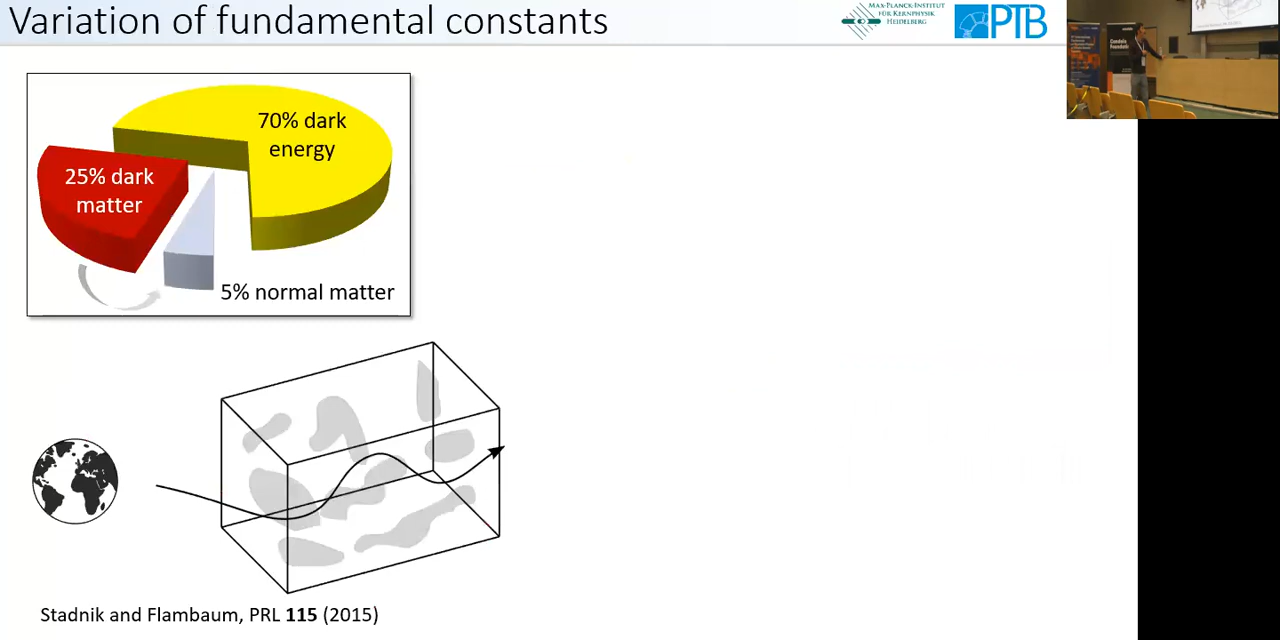 Variation of fundamental constants
MAX-PLANCK-INSTITUT
FÜR KERNPHYSIK
HEIDELBERG
PTB
70% dark
energy
25% dark
matter
5% normal matter
Stadnik and Flambaum, PRL 115 (2015)